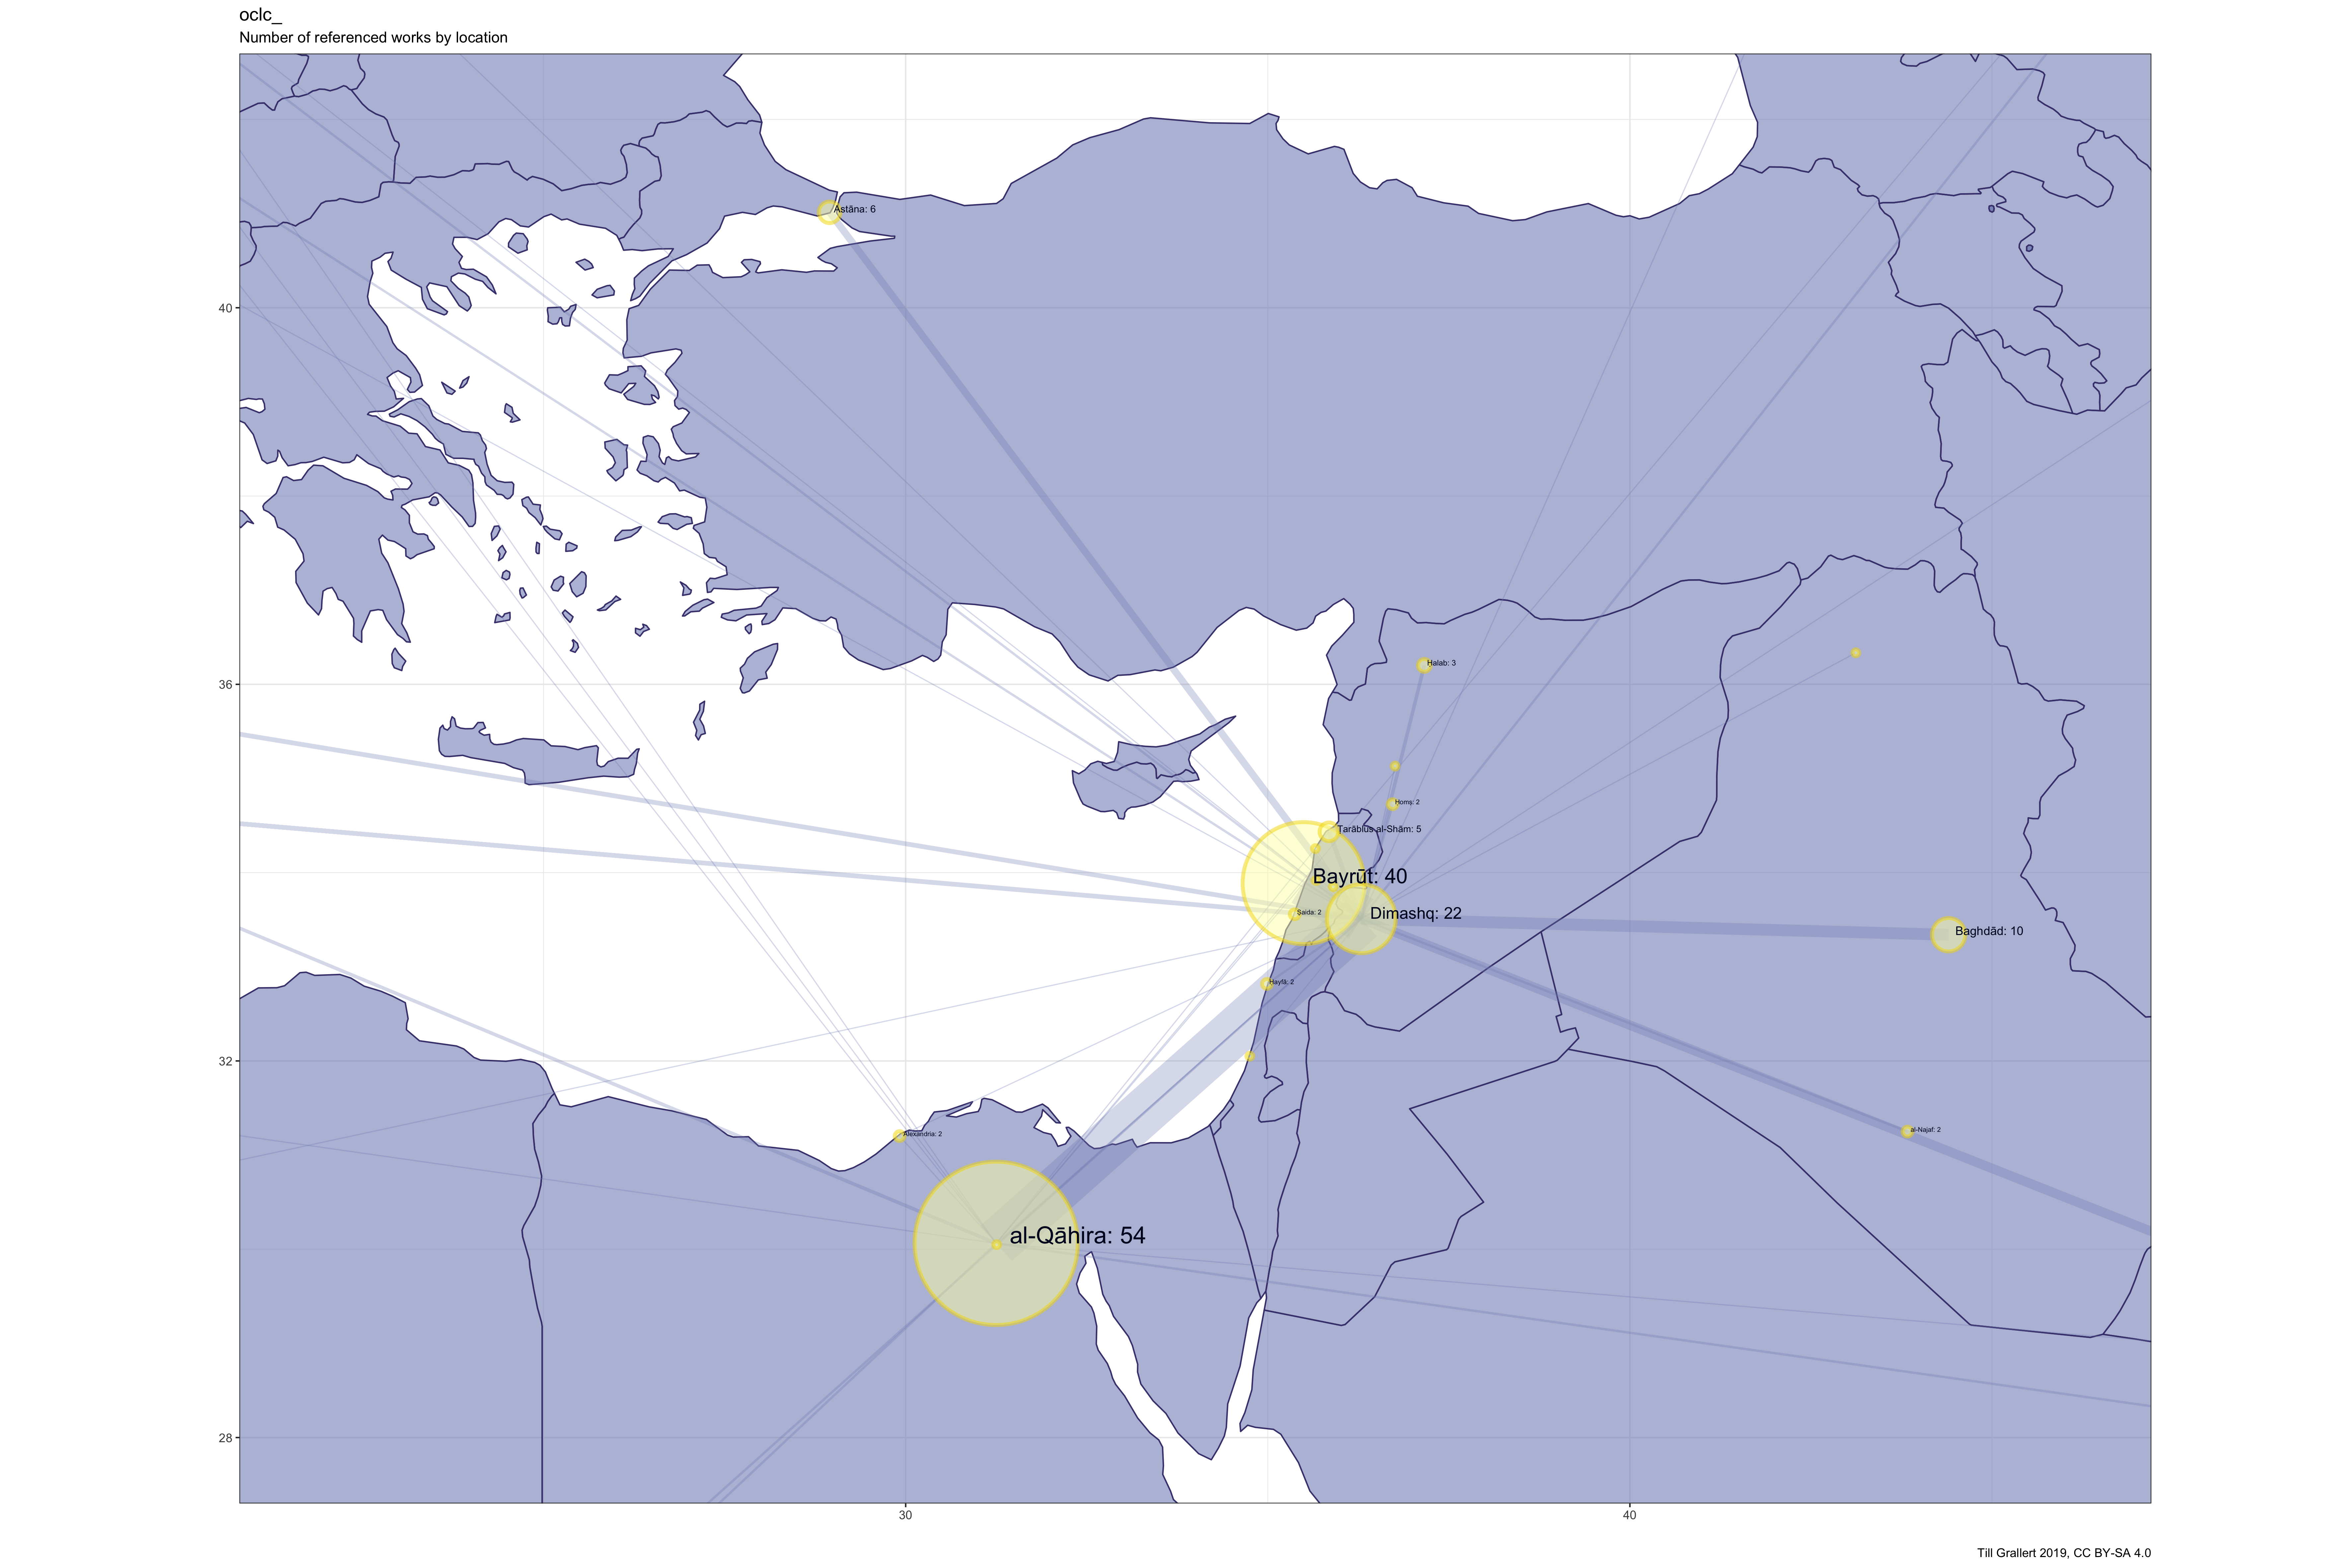 oclc_
Number of referenced works by location
Astāna: 6
40
Halab: 3
36
Homs: 2
Tarāblus al-Shām: 5
Bayrūt: 40
Saida: 2
Dimashq: 22
Baghdād: 10
Hayfā: 2
32
Alexandria: 2
al-Najaf: 2
al-Qāhira: 54
28
30
40
Till Grallert 2019, CC BY-SA 4.0